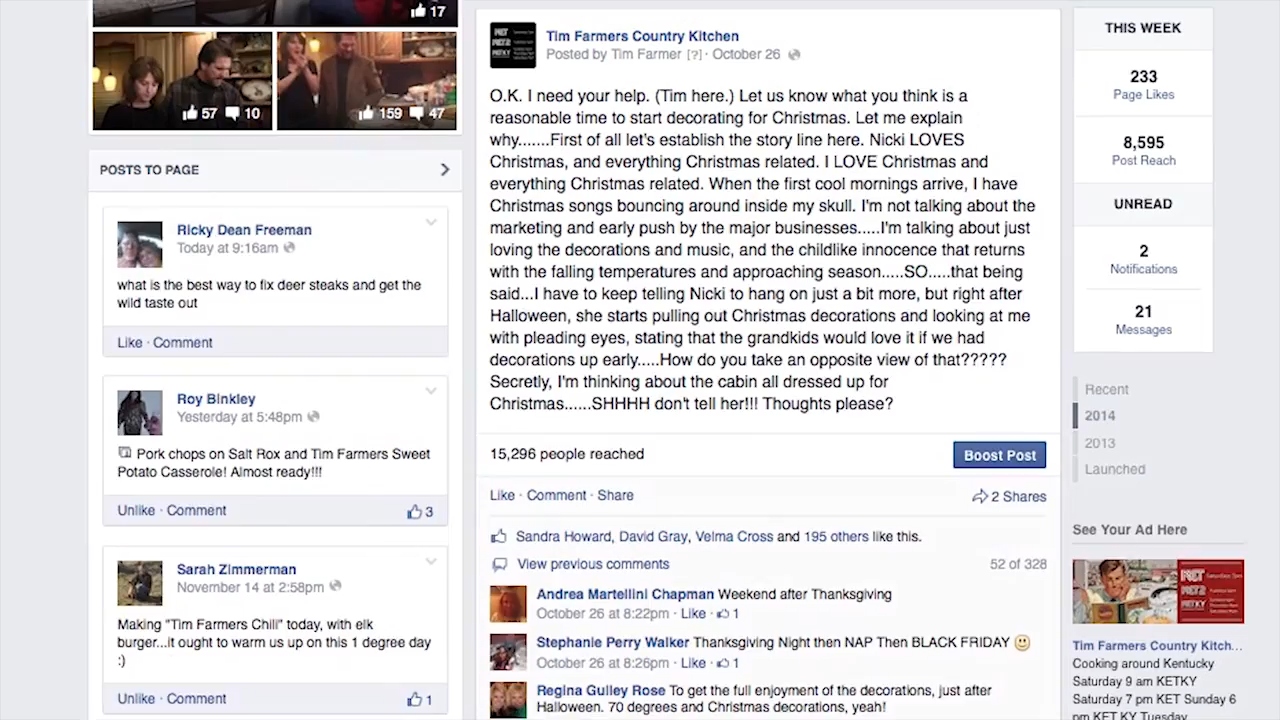 17
57
10
159
47
POSTS TO PAGE
Ricky Dean Freeman
Today at 9:16am
what is the best way to fix deer steaks and get the
wild taste out
Like · Comment
Roy Binkley
Yesterday at 5:48pm
Pork chops on Salt Rox and Tim Farmers Sweet
Potato Casserole! Almost ready!!!
Unlike · Comment
3
Sarah Zimmerman
November 14 at 2:58pm
Making "Tim Farmers Chili" today, with elk
burger...it ought to warm us up on this 1 degree day
:)
Unlike · Comment
1
Tim Farmers Country Kitchen
Posted by Tim Farmer [?] · October 26
O.K. I need your help. (Tim here.) Let us know what you think is a
reasonable time to start decorating for Christmas. Let me explain
why.......First of all let's establish the story line here. Nicki LOVES
Christmas, and everything Christmas related. I LOVE Christmas and
everything Christmas related. When the first cool mornings arrive, I have
Christmas songs bouncing around inside my skull. I'm not talking about the
marketing and early push by the major businesses.....I'm talking about just
loving the decorations and music, and the childlike innocence that returns
with the falling temperatures and approaching season.....SO.....that being
said...I have to keep telling Nicki to hang on just a bit more, but right after
Halloween, she starts pulling out Christmas decorations and looking at me
with pleading eyes, stating that the grandkids would love it if we had
decorations up early.....How do you take an opposite view of that?????
Secretly, I'm thinking about the cabin all dressed up for
Christmas......SHHHH don't tell her!!! Thoughts please?
15,296 people reached
Boost Post
Like · Comment · Share
2 Shares
Sandra Howard, David Gray, Velma Cross and 195 others like this.
View previous comments
52 of 328
Andrea Martellini Chapman Weekend after Thanksgiving
October 26 at 8:22pm · Like · 1
Stephanie Perry Walker Thanksgiving Night then NAP Then BLACK FRIDAY
October 26 at 8:26pm · Like · 1
Regina Gulley Rose To get the full enjoyment of the decorations, just after
Halloween. 70 degrees and Christmas decorations, yeah!
THIS WEEK
233
Page Likes
8,595
Post Reach
UNREAD
2
Notifications
21
Messages
Recent
2014
2013
Launched
See Your Ad Here
KET
KET2
KETKY
Tim Farmers Country Kitch...
Cooking around Kentucky
Saturday 9 am KETKY
Saturday 7 pm KET Sunday 6
pm KET KY Tuesday